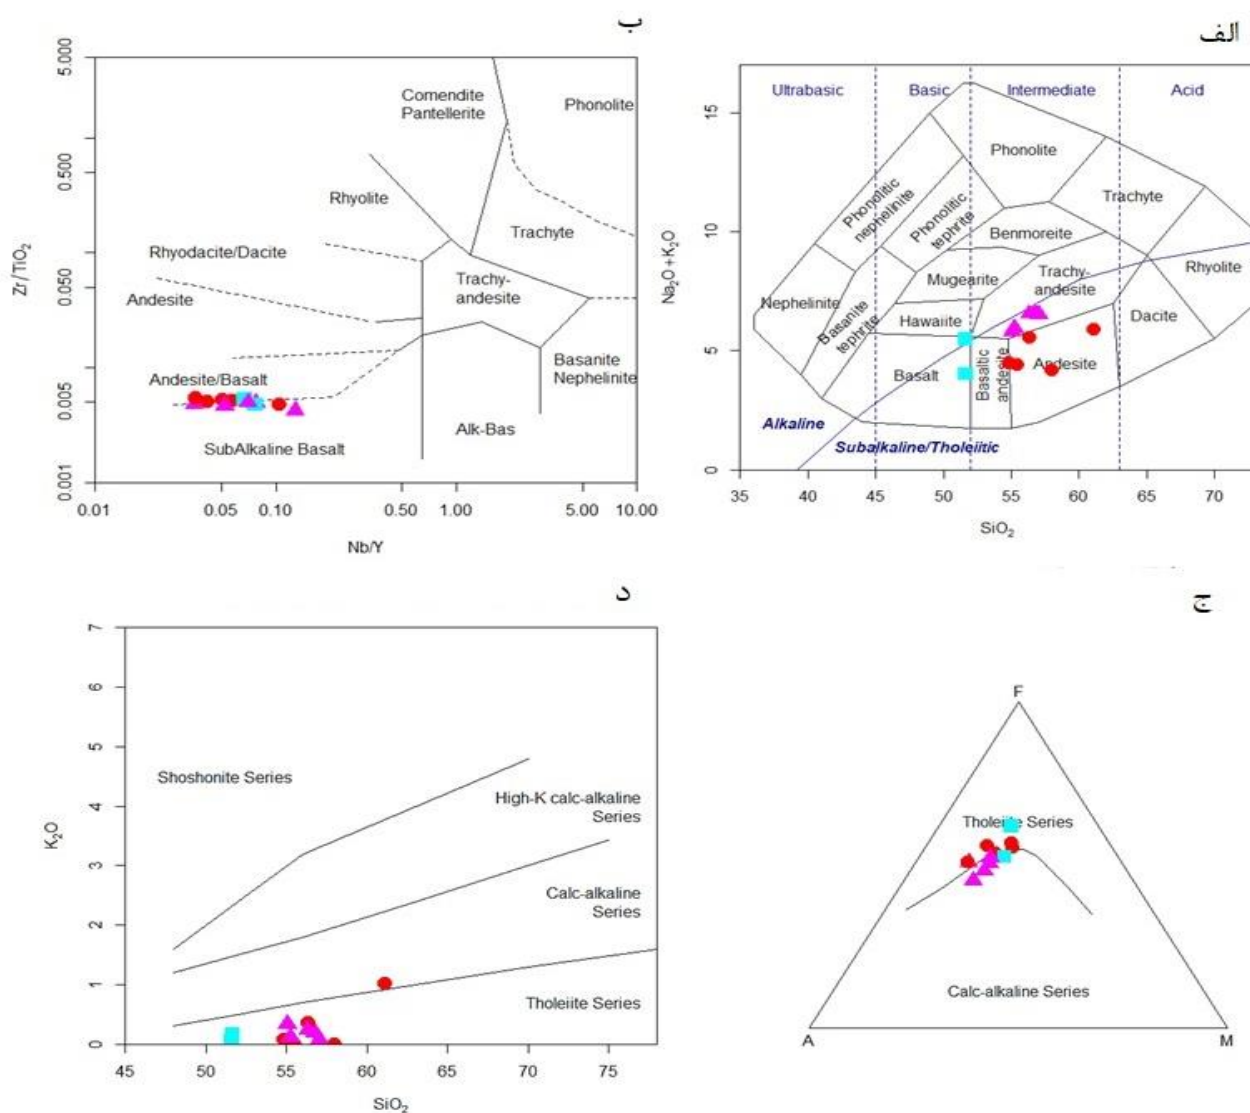 ب
5.000
0.500
0.050
0.005
0.001
Zr/TiO2
Comendite
Pantellerite
Phonolite
Rhyolite
Rhyodacite/Dacite
Trachyte
Andesite
Trachy-
andesite
Andesite/Basalt
Basanite
Nephelinite
SubAlkaline Basalt
Alk-Bas
0.01
0.05
0.10
0.50
1.00
5.00
10.00
Nb/Y
الف
Ultrabasic
Basic
Intermediate
Acid
15
10
5
0
Na2O+K2O
Phonolite
Phonolitic
nephelinite
Phonolitic
tephrite
Trachyte
Benmoreite
Nephelinite
Basanite
tephrite
Mugearite
Trachy-
andesite
Rhyolite
Hawaiite
Dacite
Basalt
Basaltic
andesite
Andesite
Alkaline
Subalkaline/Tholeiitic
35
40
45
50
55
60
65
70
SiO2
د
7
6
5
4
3
2
1
0
K2O
Shoshonite Series
High-K calc-alkaline
Series
Calc-alkaline
Series
Tholeiite Series
45
50
55
60
65
70
75
SiO2
ج
F
Tholeiite Series
Calc-alkaline Series
A
M